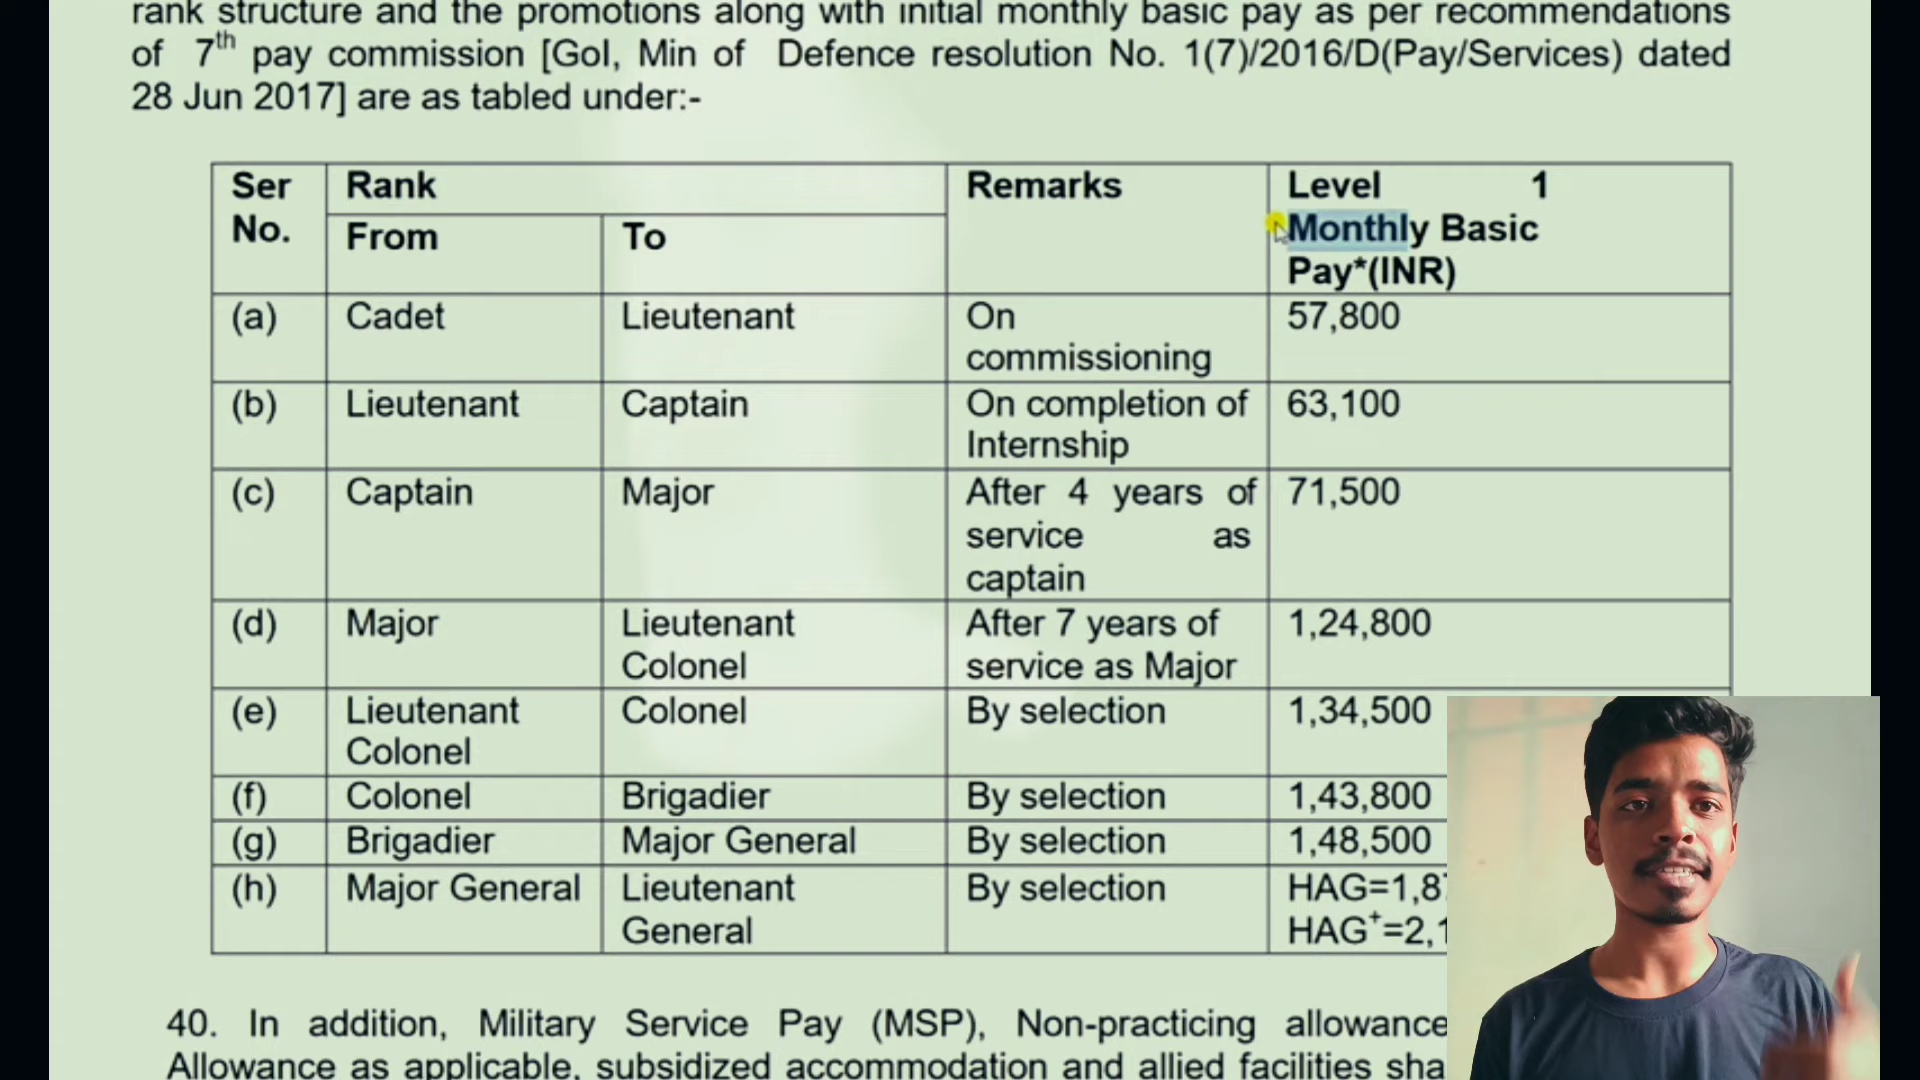 rank structure and the promotions along with initial monthly basic pay as per recommendations
of 7th pay commission [GoI, Min of Defence resolution No. 1(7)/2016/D(Pay/Services) dated
28 Jun 2017] are as tabled under:-
Ser No. Rank Remarks Level 1
From To Monthly Basic
Pay*(INR)
(a) Cadet Lieutenant On 57,800
commissioning
(b) Lieutenant Captain On completion of 63,100
Internship
(c) Captain Major After 4 years of 71,500
service as
captain
(d) Major Lieutenant After 7 years of 1,24,800
Colonel service as Major
(e) Lieutenant Colonel By selection 1,34,500
Colonel
(f) Colonel Brigadier By selection 1,43,800
(g) Brigadier Major General By selection 1,48,500
(h) Major General Lieutenant By selection HAG=1,8
General HAG+=2,1
40. In addition, Military Service Pay (MSP), Non-practicing allowance
Allowance as applicable, subsidized accommodation and allied facilities sha